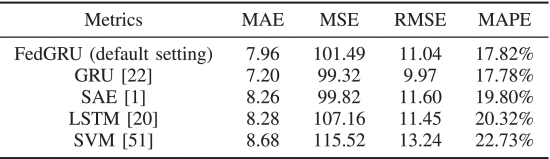 Metrics MAE MSE RMSE MAPE
FedGRU (default setting) 7.96 101.49 11.04 17.82%
GRU [22] 7.20 99.32 9.97 17.78%
SAE [1] 8.26 99.82 11.60 19.80%
LSTM [20] 8.28 107.16 11.45 20.32%
SVM [51] 8.68 115.52 13.24 22.73%